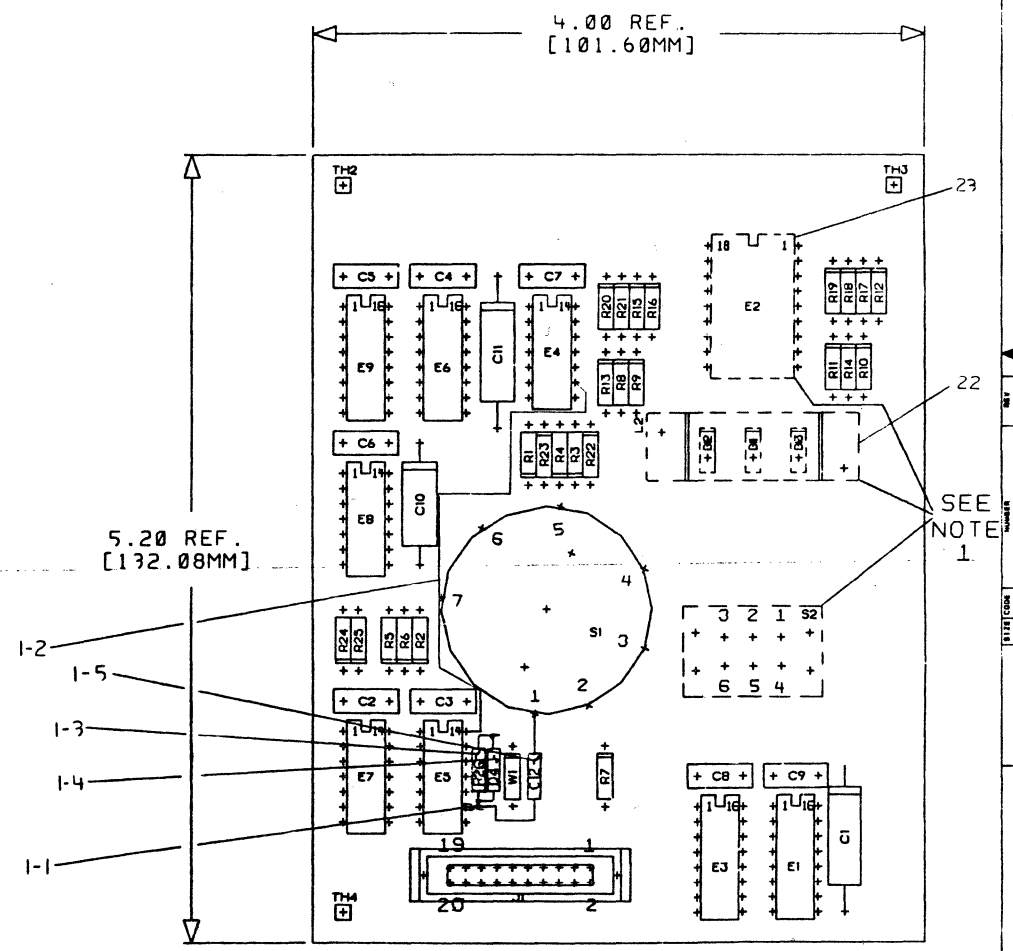 4.00 REF.
[101.60MM]
TH2
TH3
23
18 1
C5
C4
C7
R19
R18
R17
R12
R20
R21
R15
R16
E2
1 16
1 16
1 14
C11
E9
E6
E4
R11
R14
R10
R13
R8
R9
22
L2
C6
R1
R23
R4
R3
R22
1 14
C10
E8
SEE
NOTE
1
NUMBER
REV
SIZE
CODE
5.20 REF.
[132.08MM]
5
6
4
7
S1
3
2
1
3 2 1 S2
6 5 4
R24
R25
R5
R6
R2
1-2
1-5
1-3
1-4
1-1
C2
C3
1 14
1 14
E7
E5
R26
D4
W1
C12
R7
C8
C9
1 16
1 16
C1
E3
E1
19 1
J1
20 2
TH4